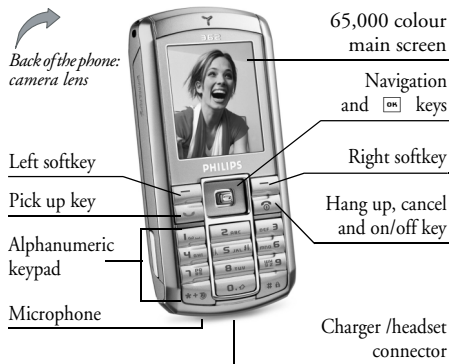 65,000 colour
main screen
Back of the phone:
camera lens
Navigation
and OK keys
PHILIPS
Left softkey
Right softkey
Pick up key
Hang up, cancel
and on/off key
Alphanumeric
keypad
Microphone
Charger /headset
connector